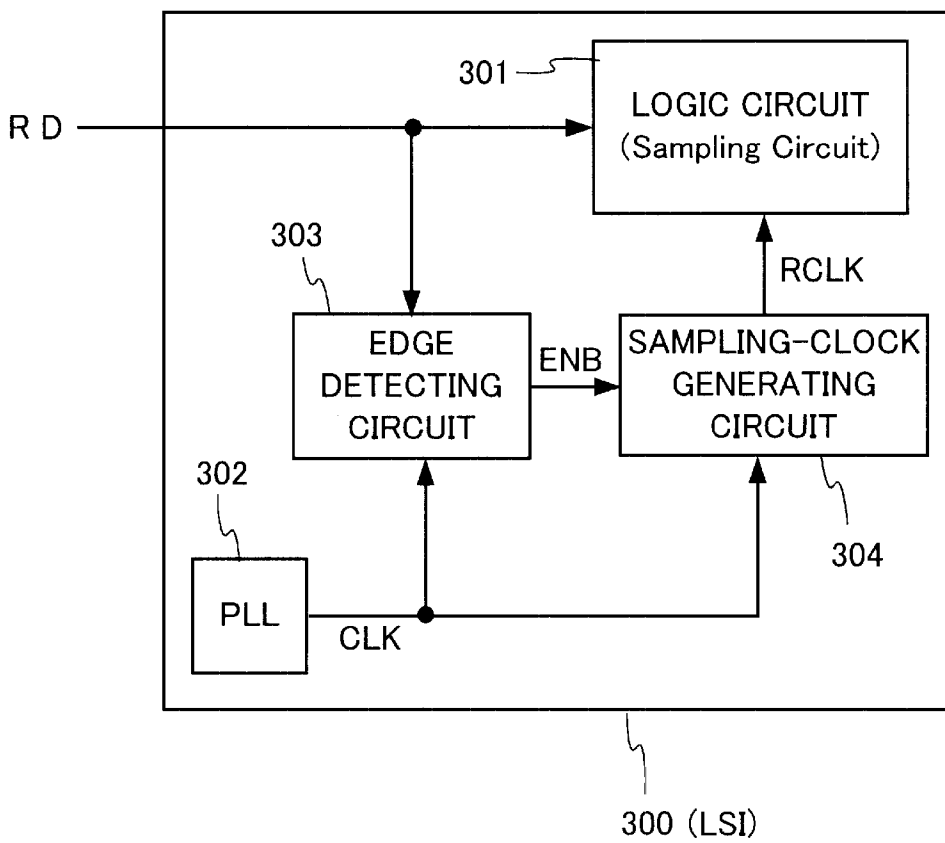 301
LOGIC CIRCUIT
(Sampling Circuit)
R D
303
RCLK
EDGE
DETECTING
CIRCUIT
ENB
SAMPLING-CLOCK
GENERATING
CIRCUIT
302
304
PLL
CLK
300 (LSI)